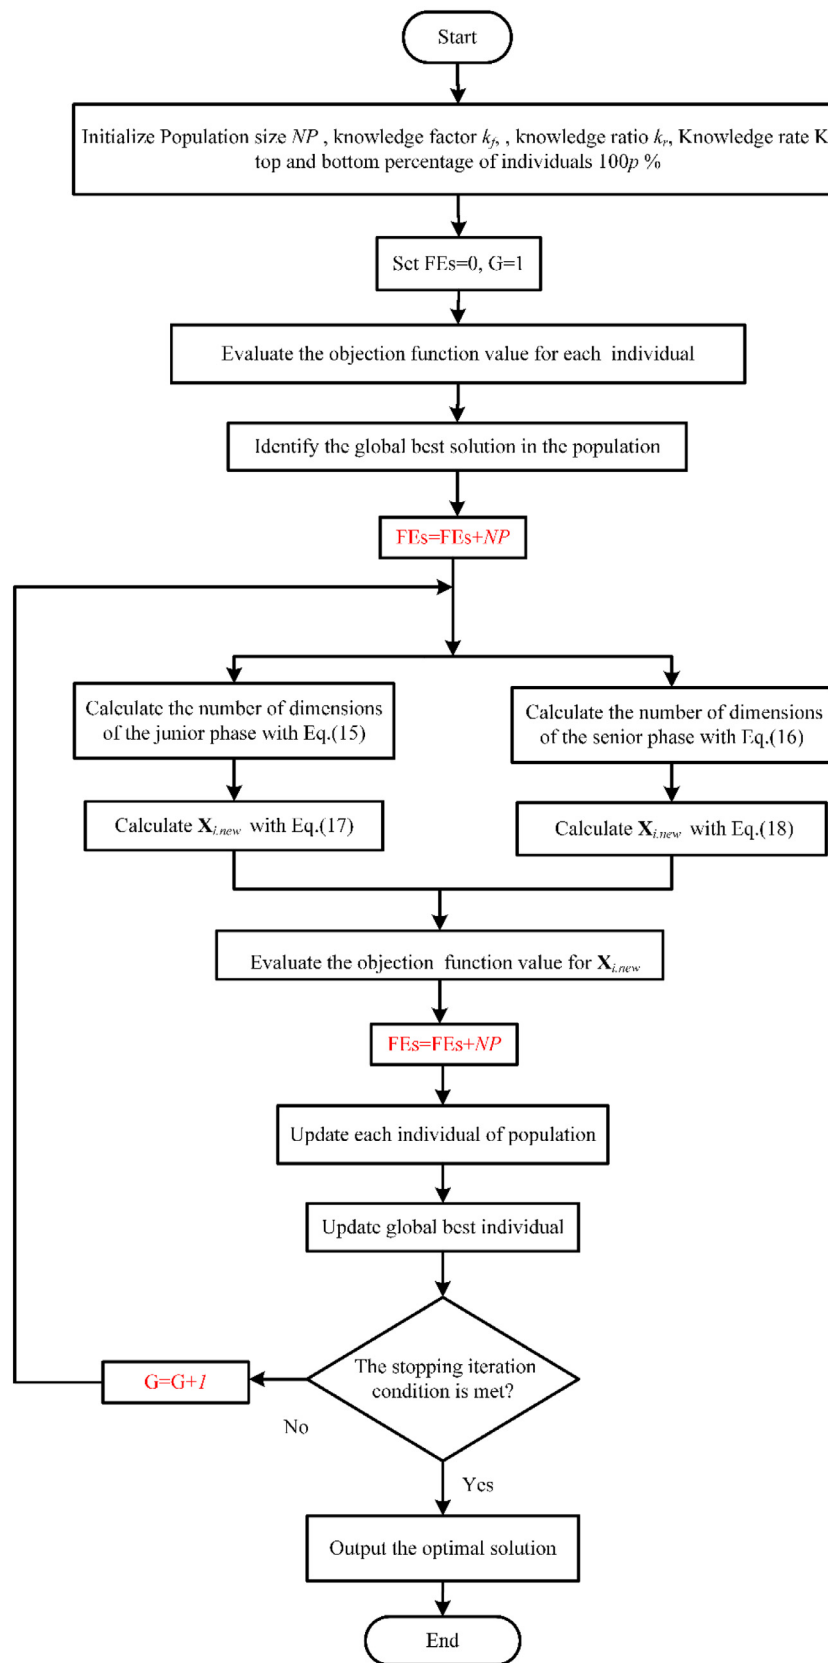 Start
Initialize Population size NP , knowledge factor kf, , knowledge ratio kr, Knowledge rate K
top and bottom percentage of individuals 100p %
Set FEs=0, G=1
Evaluate the objection function value for each individual
Identify the global best solution in the population
FEs=FEs+NP
Calculate the number of dimensions
of the junior phase with Eq.(15)
Calculate the number of dimensions
of the senior phase with Eq.(16)
Calculate Xi,new with Eq.(17)
Calculate Xi,new with Eq.(18)
Evaluate the objection function value for Xi,new
FEs=FEs+NP
Update each individual of population
Update global best individual
The stopping iteration
condition is met?
G=G+1
No
Yes
Output the optimal solution
End